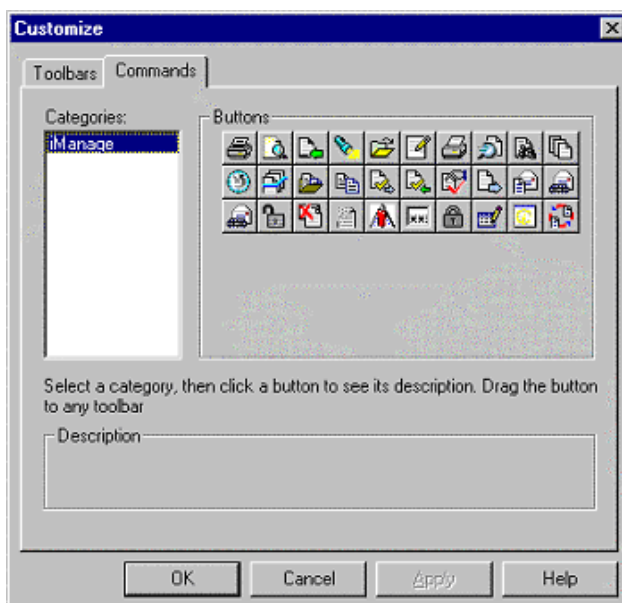 Customize
Toolbars
Commands
Categories:
iManage
Buttons
Select a category, then click a button to see its description. Drag the button
to any toolbar
Description
OK
Cancel
Apply
Help